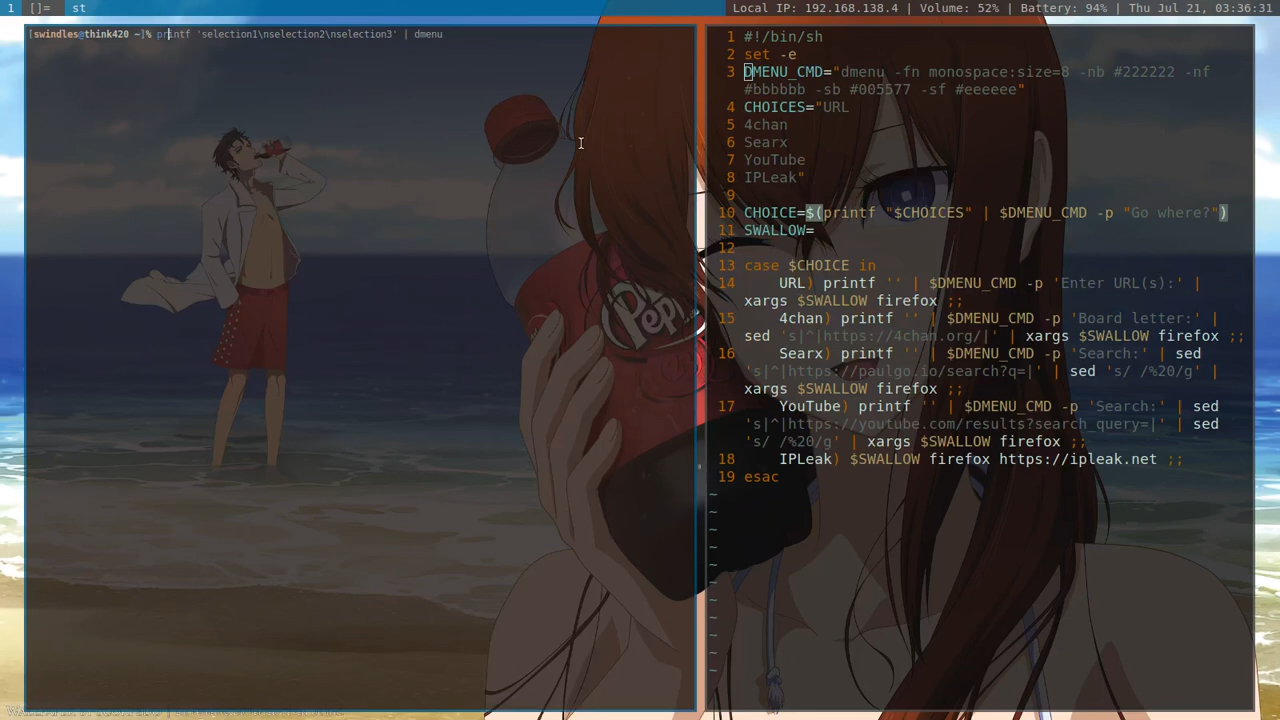 1 []= st Local IP: 192.168.138.4 | Volume: 52% | Battery: 94% | Thu Jul 21, 03:36:31
[swindles@think420 ~]% printf 'selection1\nselection2\nselection3' | dmenu
1 #!/bin/sh
2 set -e
3 DMENU_CMD="dmenu -fn monospace:size=8 -nb #222222 -nf
#bbbbbb -sb #005577 -sf #eeeeee"
4 CHOICES="URL
5 4chan
6 Searx
7 YouTube
8 IPLeak"
9
10 CHOICE=$(printf "$CHOICES" | $DMENU_CMD -p "Go where?")
11 SWALLOW=
12
13 case $CHOICE in
14 URL) printf '' | $DMENU_CMD -p 'Enter URL(s):' |
xargs $SWALLOW firefox ;;
15 4chan) printf '' | $DMENU_CMD -p 'Board letter:' |
sed 's|^|https://4chan.org/|' | xargs $SWALLOW firefox ;;
16 Searx) printf '' | $DMENU_CMD -p 'Search:' | sed
's|^|https://paulgo.io/search?q=|' | sed 's/ /%20/g' |
xargs $SWALLOW firefox ;;
17 YouTube) printf '' | $DMENU_CMD -p 'Search:' | sed
's|^|https://youtube.com/results?search_query=|' | sed
's/ /%20/g' | xargs $SWALLOW firefox ;;
18 IPLeak) $SWALLOW firefox https://ipleak.net ;;
19 esac
~
~
~
~
~
~
~
~
~
~
~
~
~
Pep